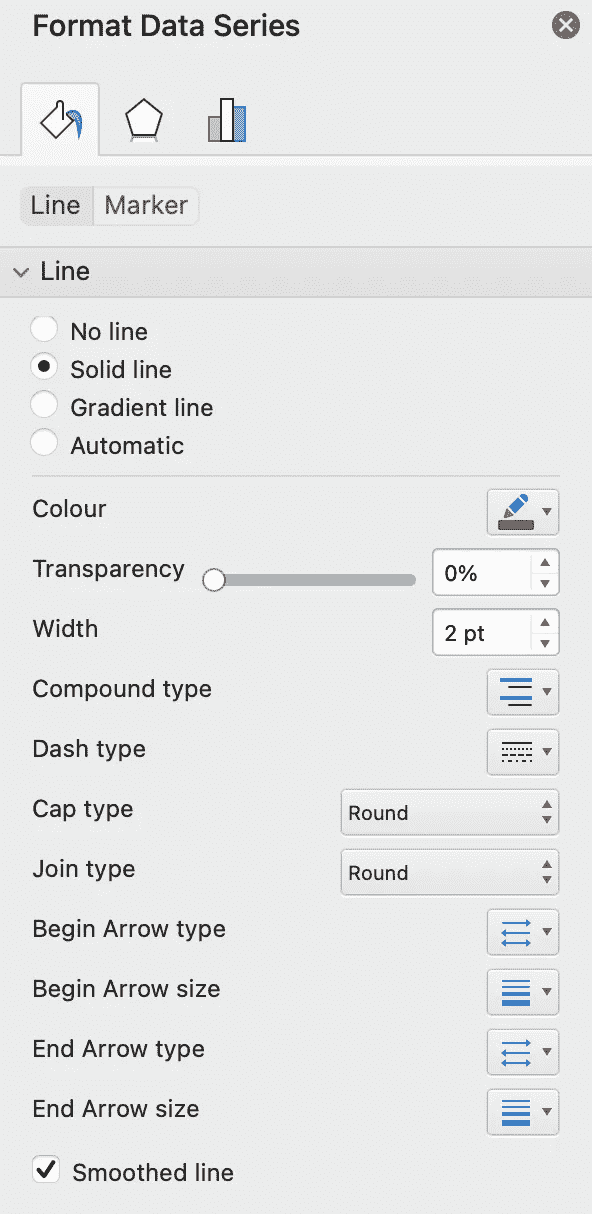 Format Data Series
Line Marker
Line
No line
Solid line
Gradient line
Automatic
Colour
Transparency 0%
Width 2 pt
Compound type
Dash type
Cap type Round
Join type Round
Begin Arrow type
Begin Arrow size
End Arrow type
End Arrow size
Smoothed line